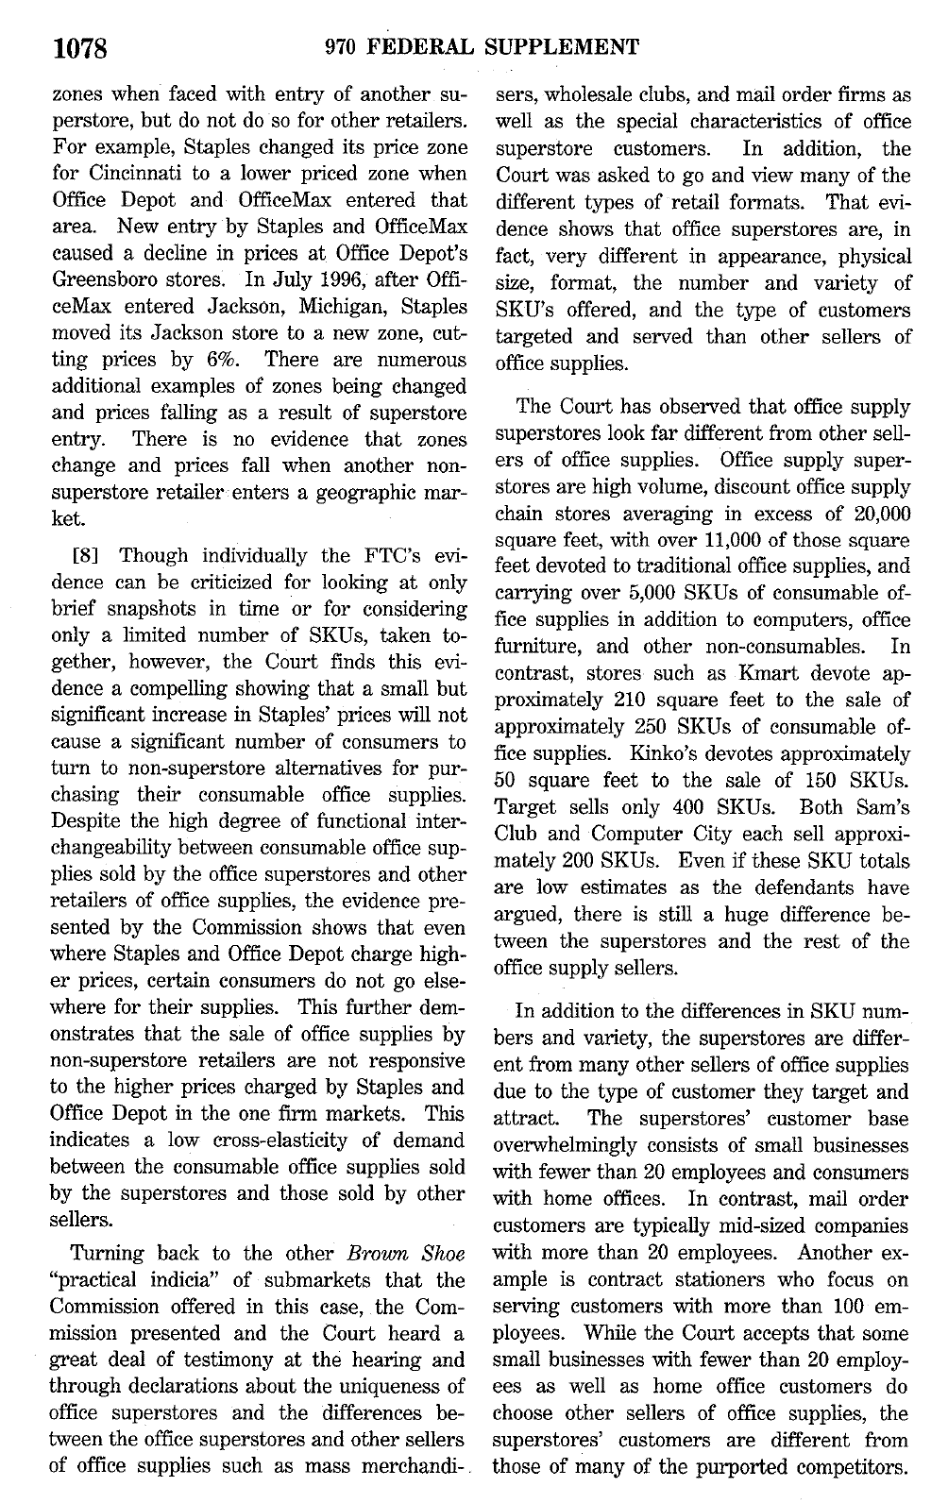 1078
970 FEDERAL SUPPLEMENT
zones when faced with entry of another su-
perstore, but do not do so for other retailers.
For example, Staples changed its price zone
for Cincinnati to a lower priced zone when
Office Depot and OfficeMax entered that
area. New entry by Staples and OfficeMax
caused a decline in prices at Office Depot's
Greensboro stores. In July 1996, after Offi-
ceMax entered Jackson, Michigan, Staples
moved its Jackson store to a new zone, cut-
ting prices by 6%. There are numerous
additional examples of zones being changed
and prices falling as a result of superstore
entry. There is no evidence that zones
change and prices fall when another non-
superstore retailer enters a geographic mar-
ket.
[8] Though individually the FTC's evi-
dence can be criticized for looking at only
brief snapshots in time or for considering
only a limited number of SKUs, taken to-
gether, however, the Court finds this evi-
dence a compelling showing that a small but
significant increase in Staples' prices will not
cause a significant number of consumers to
turn to non-superstore alternatives for pur-
chasing their consumable office supplies.
Despite the high degree of functional inter-
changeability between consumable office sup-
plies sold by the office superstores and other
retailers of office supplies, the evidence pre-
sented by the Commission shows that even
where Staples and Office Depot charge high-
er prices, certain consumers do not go else-
where for their supplies. This further dem-
onstrates that the sale of office supplies by
non-superstore retailers are not responsive
to the higher prices charged by Staples and
Office Depot in the one firm markets. This
indicates a low cross-elasticity of demand
between the consumable office supplies sold
by the superstores and those sold by other
sellers.
Turning back to the other Brown Shoe
"practical indicia" of submarkets that the
Commission offered in this case, the Com-
mission presented and the Court heard a
great deal of testimony at the hearing and
through declarations about the uniqueness of
office superstores and the differences be-
tween the office superstores and other sellers
of office supplies such as mass merchandi-
sers, wholesale clubs, and mail order firms as
well as the special characteristics of office
superstore customers. In addition, the
Court was asked to go and view many of the
different types of retail formats. That evi-
dence shows that office superstores are, in
fact, very different in appearance, physical
size, format, the number and variety of
SKU's offered, and the type of customers
targeted and served than other sellers of
office supplies.
The Court has observed that office supply
superstores look far different from other sell-
ers of office supplies. Office supply super-
stores are high volume, discount office supply
chain stores averaging in excess of 20,000
square feet, with over 11,000 of those square
feet devoted to traditional office supplies, and
carrying over 5,000 SKUs of consumable of-
fice supplies in addition to computers, office
furniture, and other non-consumables. In
contrast, stores such as Kmart devote ap-
proximately 210 square feet to the sale of
approximately 250 SKUs of consumable of-
fice supplies. Kinko's devotes approximately
50 square feet to the sale of 150 SKUs.
Target sells only 400 SKUs. Both Sam's
Club and Computer City each sell approxi-
mately 200 SKUs. Even if these SKU totals
are low estimates as the defendants have
argued, there is still a huge difference be-
tween the superstores and the rest of the
office supply sellers.
In addition to the differences in SKU num-
bers and variety, the superstores are differ-
ent from many other sellers of office supplies
due to the type of customer they target and
attract. The superstores' customer base
overwhelmingly consists of small businesses
with fewer than 20 employees and consumers
with home offices. In contrast, mail order
customers are typically mid-sized companies
with more than 20 employees. Another ex-
ample is contract stationers who focus on
serving customers with more than 100 em-
ployees. While the Court accepts that some
small businesses with fewer than 20 employ-
ees as well as home office customers do
choose other sellers of office supplies, the
superstores' customers are different from
those of many of the purported competitors.